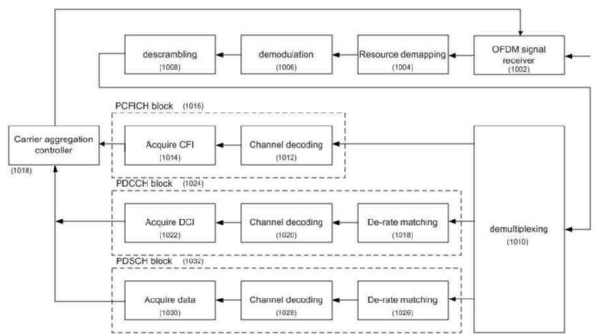 descrambling
(1008)
demodulation
(1006)
Resource demapping
(1004)
OFDM signal
receiver
(1002)
PCFICH block (1016)
Carrier aggregation
controller
(1018)
Acquire CFI
(1014)
Channel decoding
(1012)
PDCCH block (1024)
Acquire DCI
(1022)
Channel decoding
(1020)
De-rate matching
(1018)
demultiplexing
(1010)
PDSCH block (1032)
Acquire data
(1030)
Channel decoding
(1028)
De-rate matching
(1026)